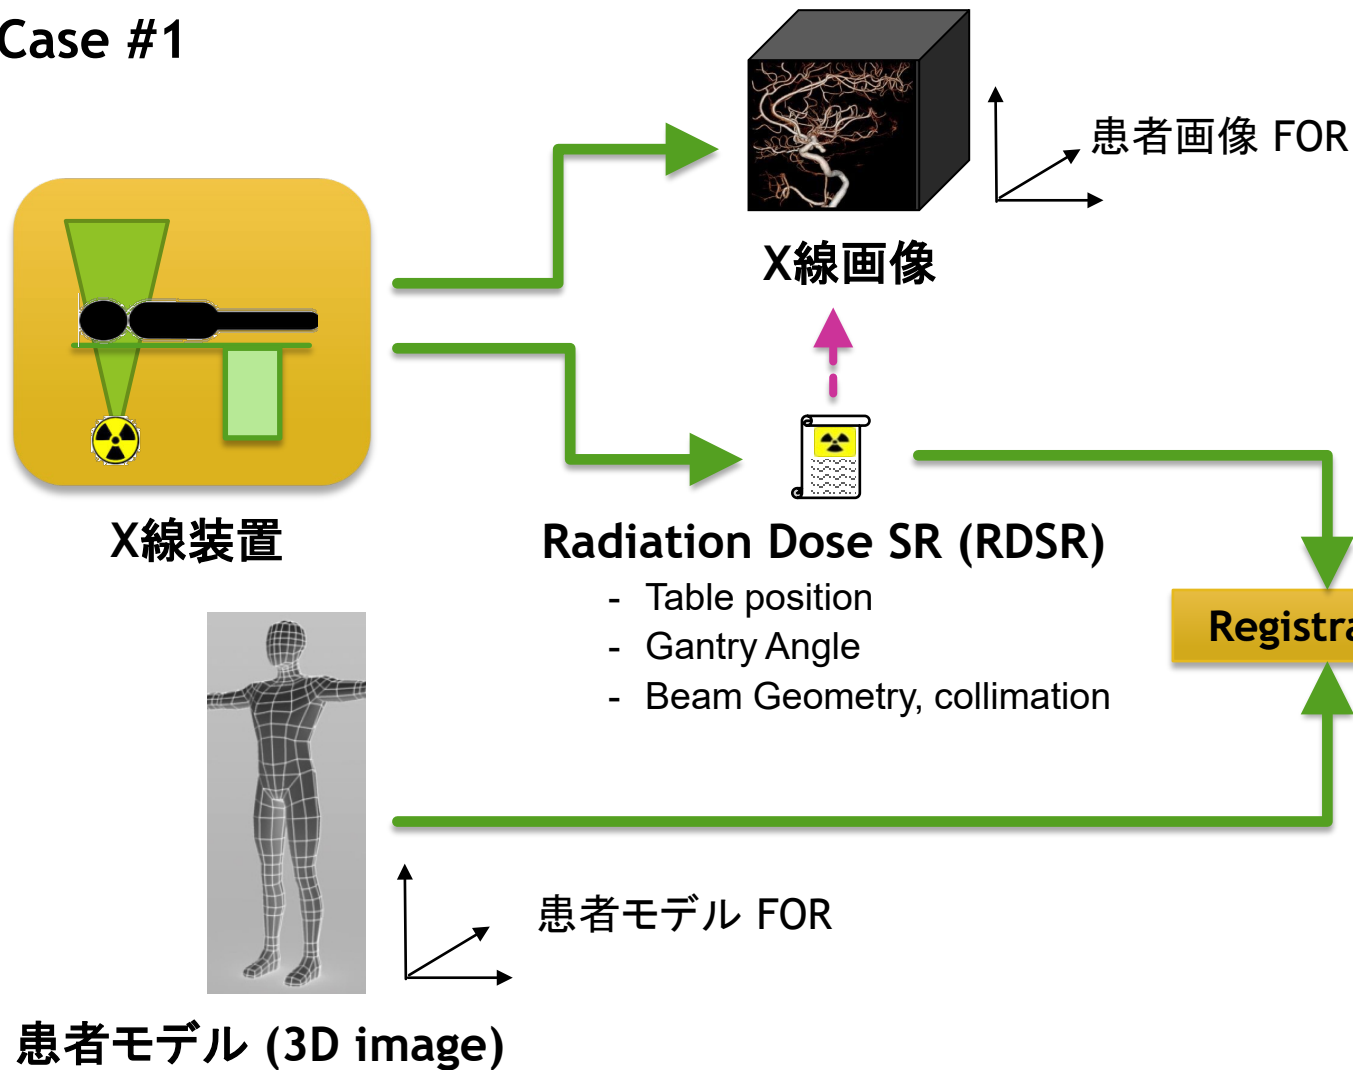 Case #1
患者画像 FOR
X線画像
X線装置
Radiation Dose SR (RDSR)
- Table position
- Gantry Angle
- Beam Geometry, collimation
Registra
患者モデル FOR
患者モデル (3D image)